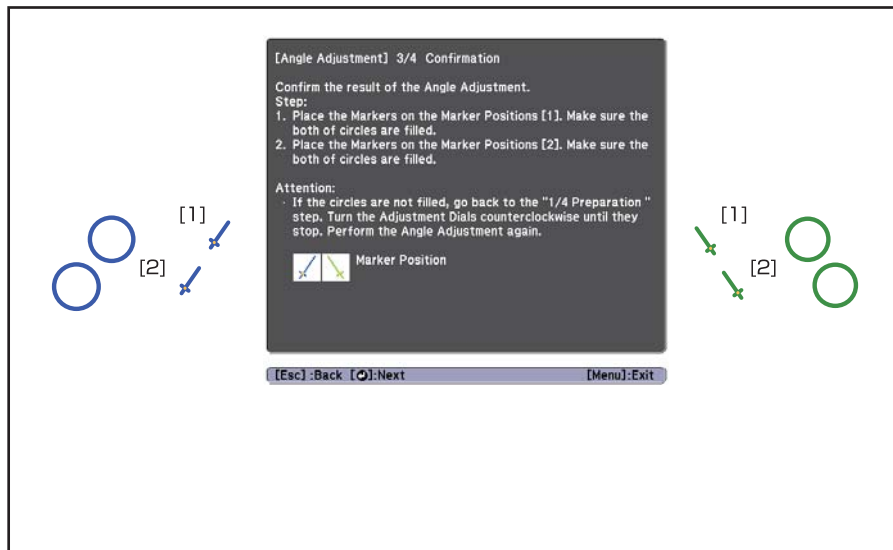 [Angle Adjustment] 3/4 Confirmation
Confirm the result of the Angle Adjustment.
Step:
1. Place the Markers on the Marker Positions [1]. Make sure the
both of circles are filled.
2. Place the Markers on the Marker Positions [2]. Make sure the
both of circles are filled.
Attention:
· If the circles are not filled, go back to the "1/4 Preparation "
step. Turn the Adjustment Dials counterclockwise until they
stop. Perform the Angle Adjustment again.
Marker Position
[1]
[2]
[1]
[2]
[Esc] :Back [⏎]:Next [Menu]:Exit